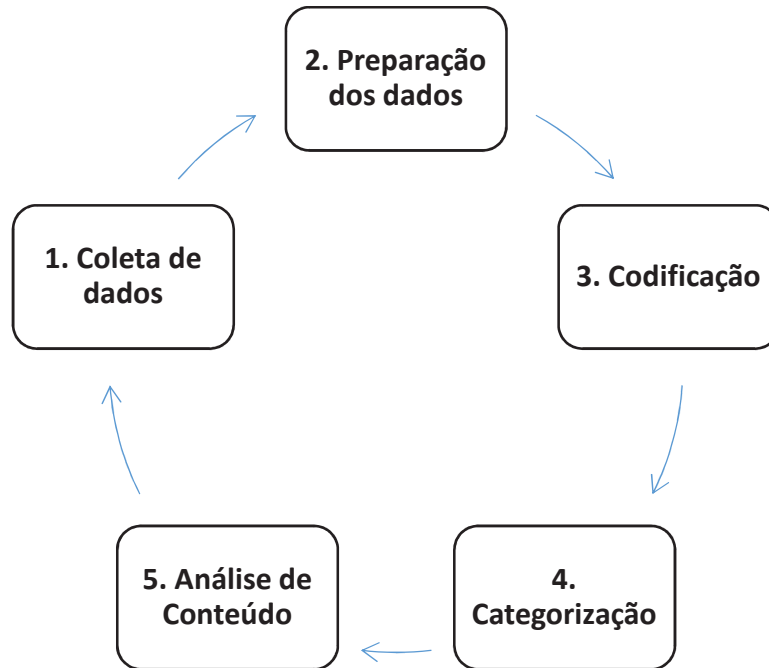 2. Preparação
dos dados
1. Coleta de
dados
3. Codificação
5. Análise de
Conteúdo
4.
Categorização